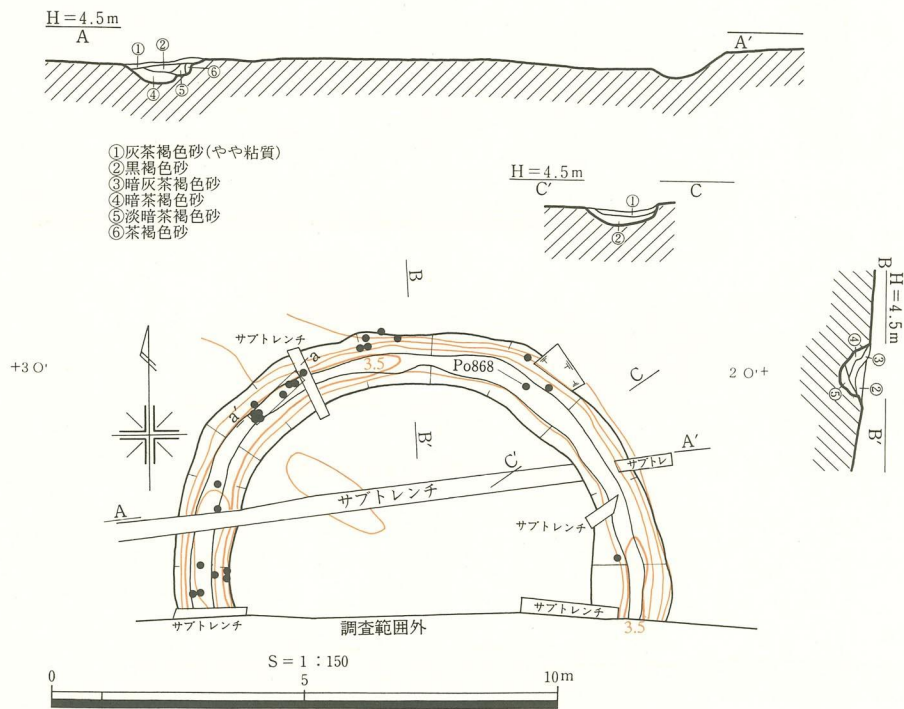 H=4.5m
A
A′
①
②
⑥
⑤
④
①灰茶褐色砂(やや粘質)
②黒褐色砂
③暗灰茶褐色砂
④暗茶褐色砂
⑤淡暗茶褐色砂
⑥茶褐色砂
H=4.5m
C′
C
①
②
B
H=4.5m
④
③
②
⑤
B′
B
サブトレンチ
a
3.5
Po868
+3 O′
2 O′+
C
a′
B′
A′
C′
サブトレ
サブトレンチ
A
サブトレンチ
サブトレンチ
サブトレンチ
調査範囲外
3.5
S=1:150
0
5
10m